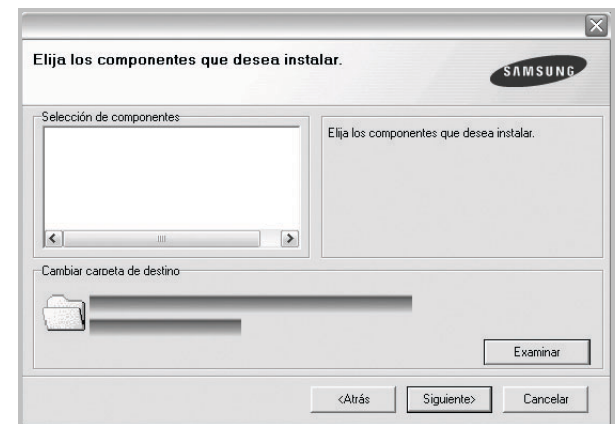 Elija los componentes que desea instalar.
SAMSUNG
Selección de componentes
Elija los componentes que desea instalar.
Cambiar carpeta de destino
Examinar
<Atrás
Siguiente>
Cancelar